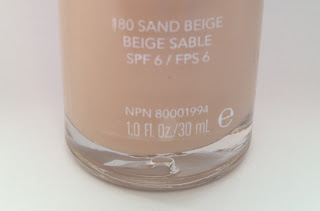 180 SAND BEIGE
BEIGE SABLE
SPF 6 / FPS 6
NPN 80001994
1.0 fl. Oz./30 mL ℮